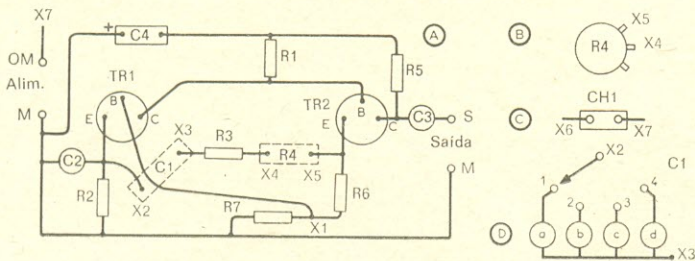 X7
OM
Alim.
M
+ C4
R1
A
R5
TR1
B
E
C
TR2
B
E
C
C3
S
Saída
M
C2
R2
X3
C1
X2
R3
R4
X4
X5
R6
R7
X1
B
R4
X5
X4
C
CH1
X6
X7
D
X2
C1
1
2
3
4
a
b
c
d
X3